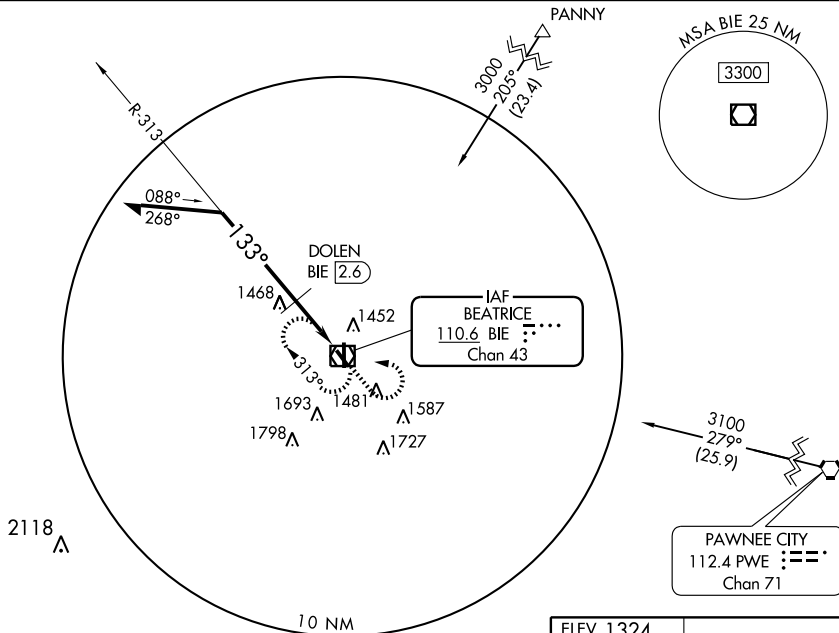 PANNY
3000
205°
(23.4)
MSA BIE 25 NM
3300
R-313
088°
268°
133°
DOLEN
BIE 2.6
1468
1452
IAF
BEATRICE
110.6 BIE
Chan 43
313°
1481
1693
1587
1798
1727
3100
279°
(25.9)
2118
PAWNEE CITY
112.4 PWE
Chan 71
10 NM
ELEV 1324